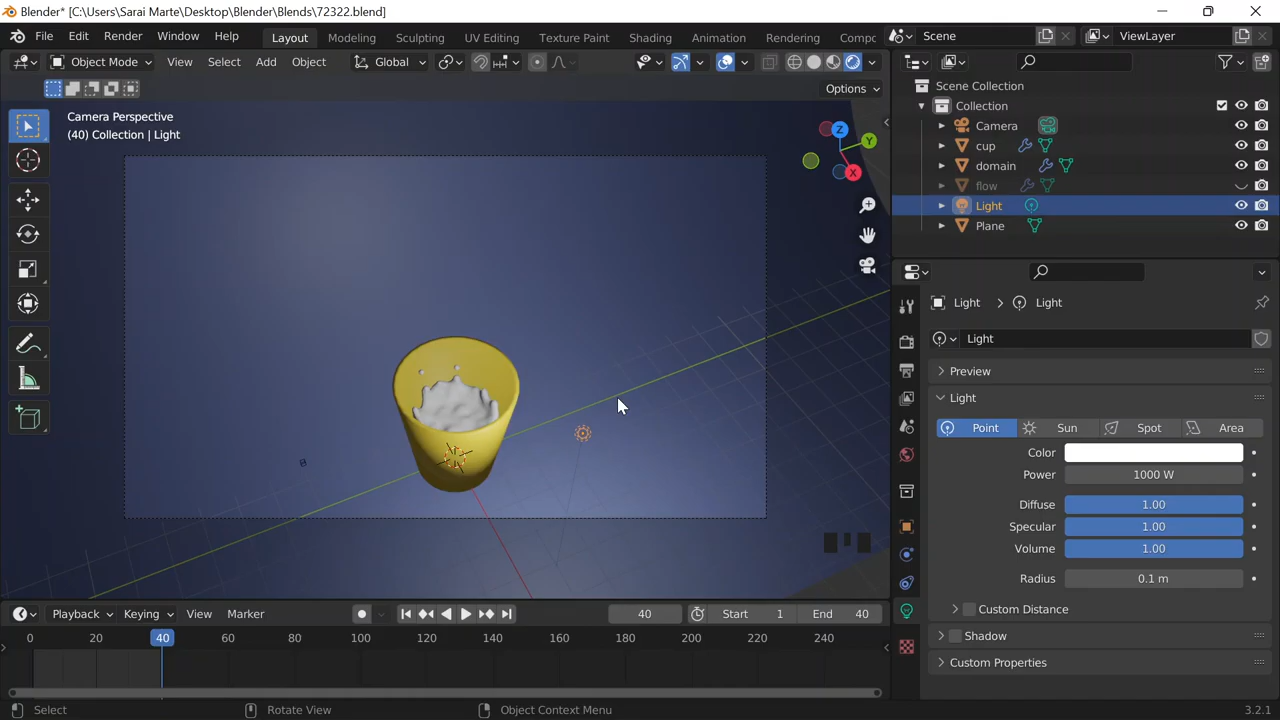 Blender* [C:\Users\Sarai Marte\Desktop\Blender\Blends\72322.blend]
File Edit Render Window Help Layout Modeling Sculpting UV Editing Texture Paint Shading Animation Rendering Compc Scene ViewLayer
Object Mode View Select Add Object Global
Options
Camera Perspective
(40) Collection | Light
Z
Y
X
Scene Collection
Collection
Camera
cup
domain
flow
Light
Plane
Light > Light
Light
Preview
Light
Point Sun Spot Area
Color
Power 1000 W
Diffuse 1.00
Specular 1.00
Volume 1.00
Radius 0.1 m
Custom Distance
Shadow
Custom Properties
Playback Keying View Marker 40 Start 1 End 40
0 20 40 60 80 100 120 140 160 180 200 220 240
Select Rotate View Object Context Menu 3.2.1